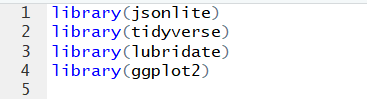 1 library(jsonlite)
2 library(tidyverse)
3 library(lubridate)
4 library(ggplot2)
5